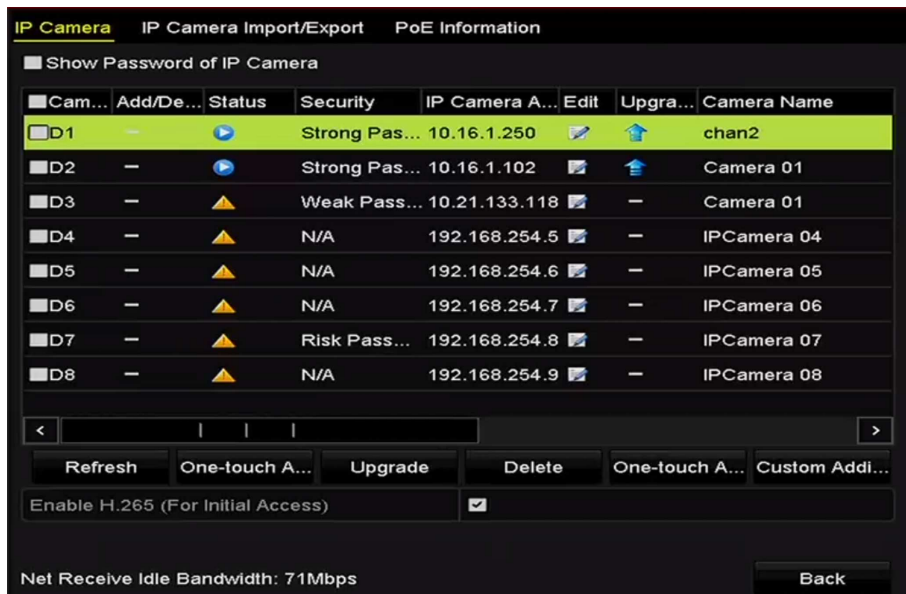 IP Camera IP Camera Import/Export PoE Information
Show Password of IP Camera
Cam... Add/De... Status Security IP Camera A... Edit Upgra... Camera Name
D1 – Strong Pas... 10.16.1.250 chan2
D2 – Strong Pas... 10.16.1.102 Camera 01
D3 – Weak Pass... 10.21.133.118 – Camera 01
D4 – N/A 192.168.254.5 – IPCamera 04
D5 – N/A 192.168.254.6 – IPCamera 05
D6 – N/A 192.168.254.7 – IPCamera 06
D7 – Risk Pass... 192.168.254.8 – IPCamera 07
D8 – N/A 192.168.254.9 – IPCamera 08
< >
Refresh One-touch A... Upgrade Delete One-touch A... Custom Addi...
Enable H.265 (For Initial Access)
Net Receive Idle Bandwidth: 71Mbps Back